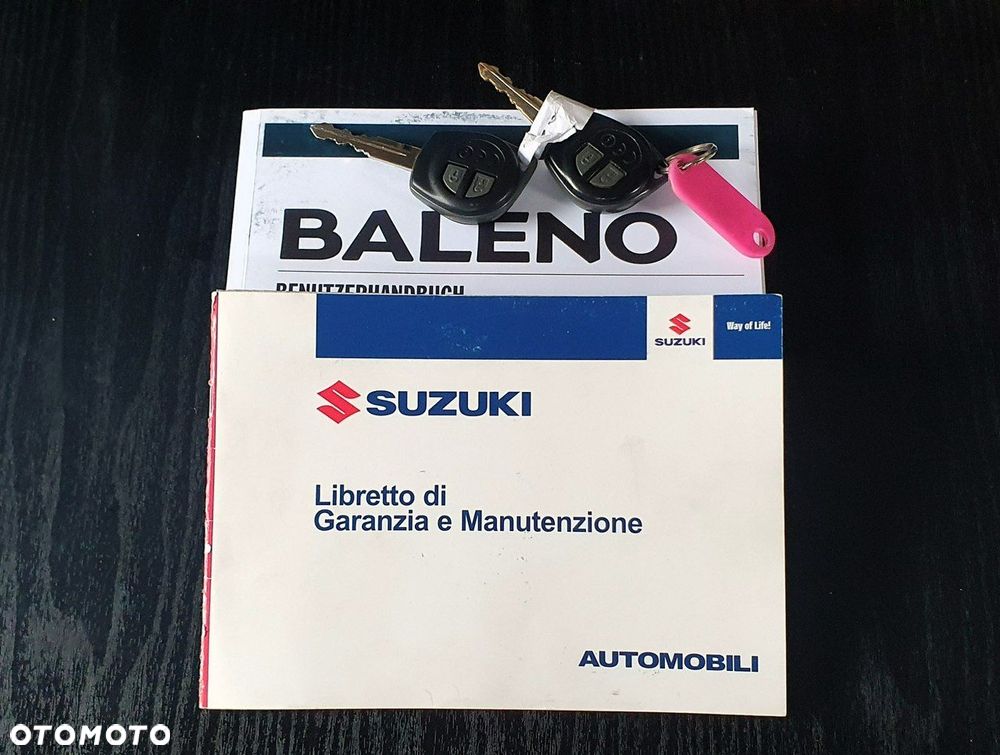 BALENO
BENUTZERHANDBUCH
SUZUKI
Way of Life!
SUZUKI
Libretto di
Garanzia e Manutenzione
AUTOMOBILI
OTOMOTO